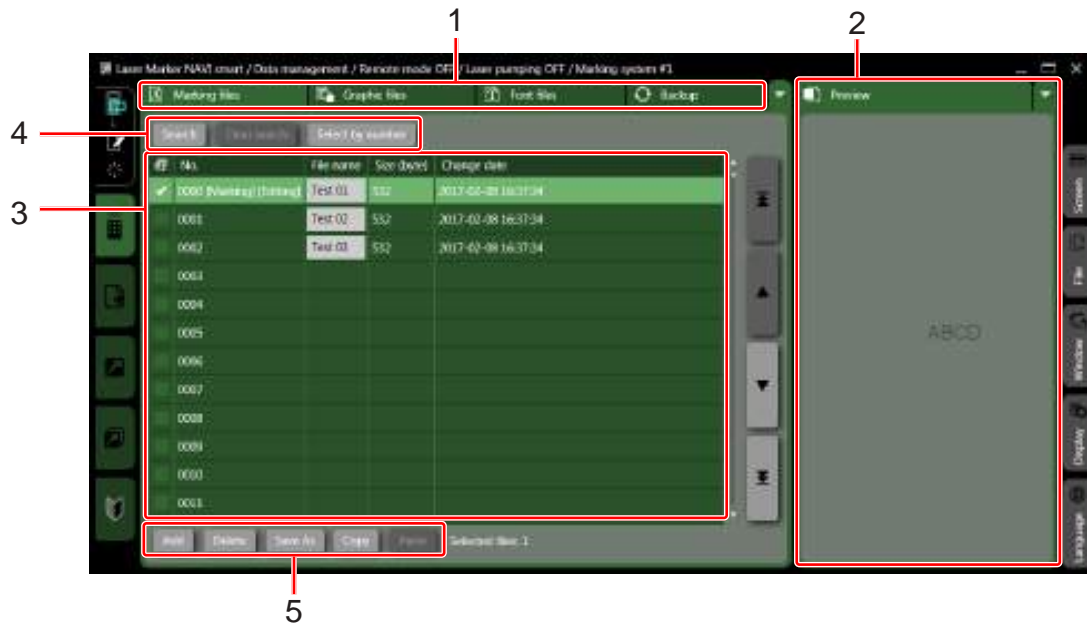 1
2
Laser Marker NAVI smart / Data management / Remote mode OFF / Laser pumping OFF / Marking system #1
Marking files Graphic files Font files Backup
Preview
4
Search Clear search Select by number
No. File name Size (byte) Change date
0000 [Marking] [Editing] Test 01 532 2017-02-08 16:37:34
3
0001 Test 02 532 2017-02-08 16:37:34
0002 Test 03 532 2017-02-08 16:37:34
0003
0004
0005
0006
0007
0008
0009
0010
0011
ABCD
Screen
File
Window
Display
Language
Add Delete Save As Copy Paste Selected files: 1
5